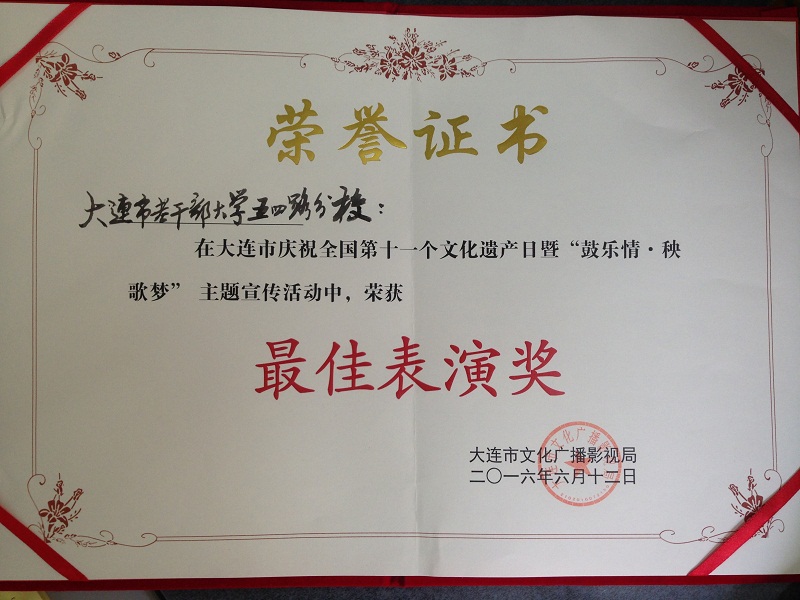 荣誉证书
大連市老干部大学五四路分校：
在大连市庆祝全国第十一个文化遗产日暨“鼓乐情·秧
歌梦” 主题宣传活动中，荣获
最佳表演奖
大连市文化广播影视局
二〇一六年六月十二日